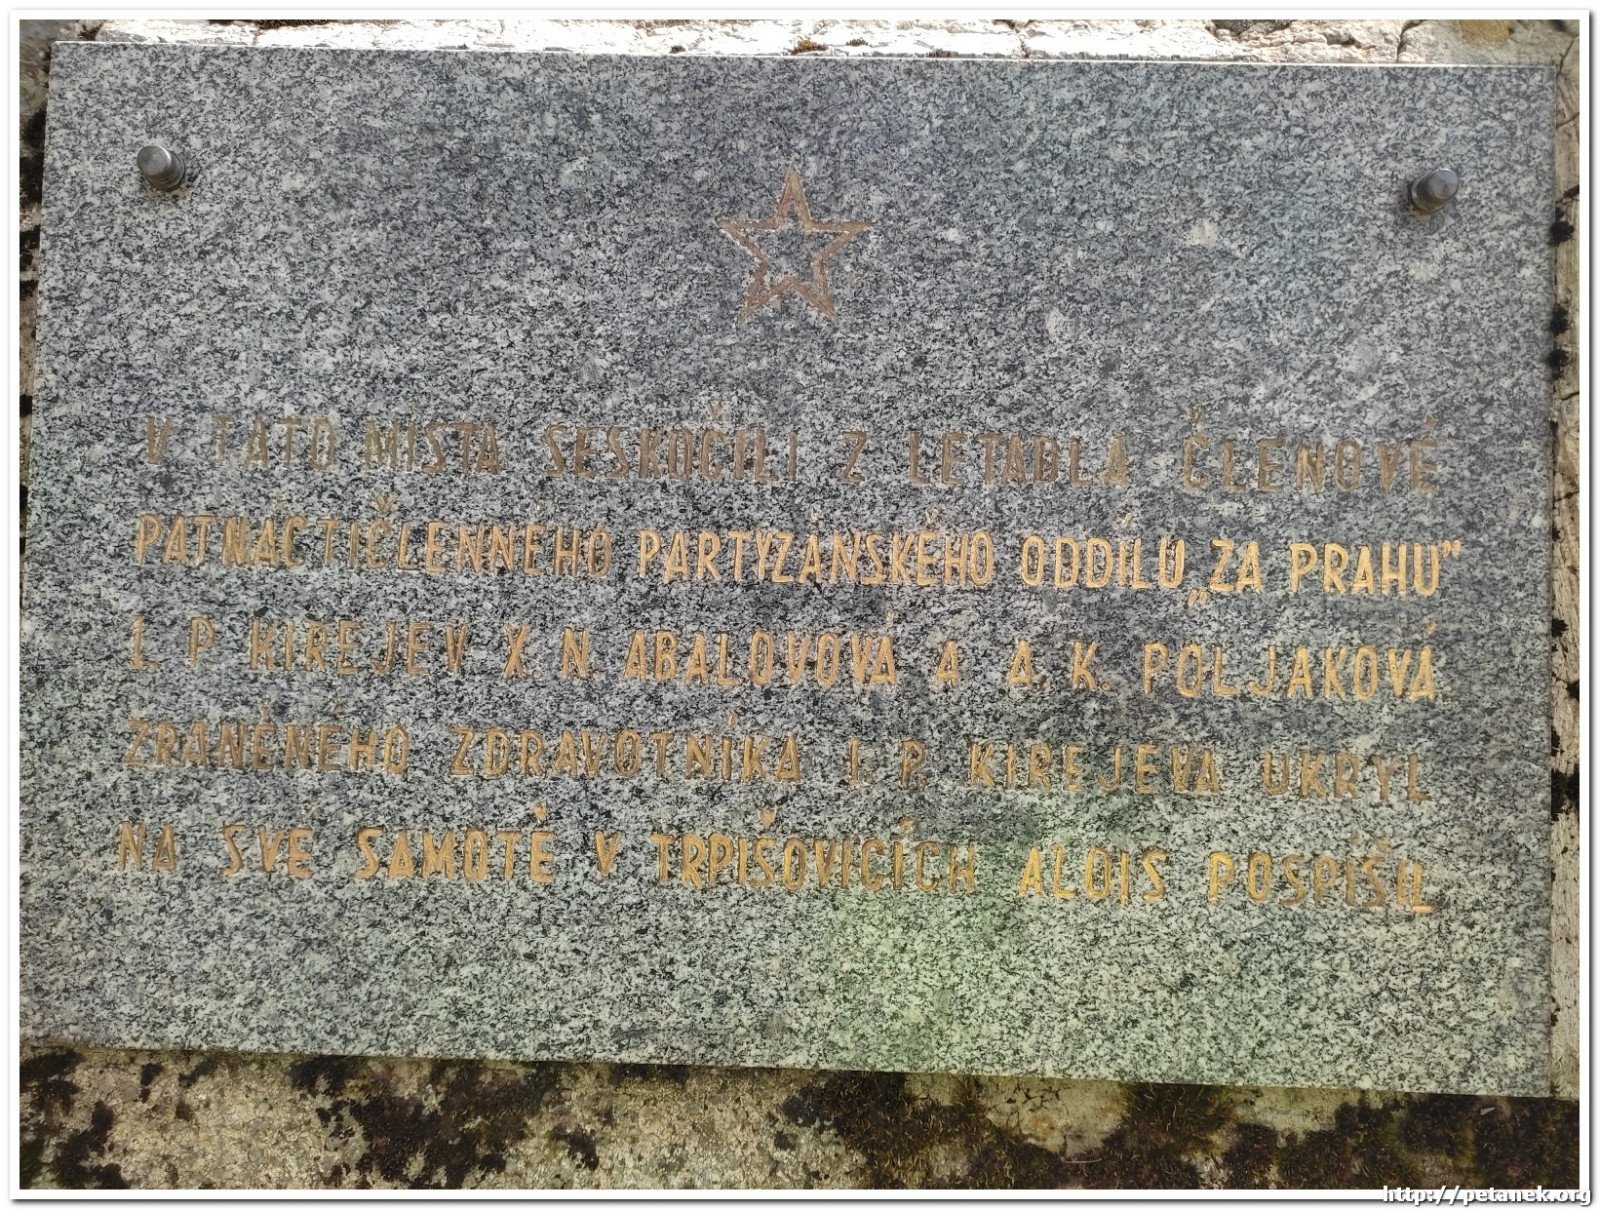 V TATO MÍSTA SESKOČILI Z LETADLA ČLENOVÉ
PATNÁCTIČLENNÉHO PARTYZÁNSKÉHO ODDÍLU „ZA PRAHU"
I. P. KIREJEV X. N. ABALOVOVÁ A A. K. POLJAKOVÁ
ZRANĚNÉHO ZDRAVOTNÍKA I. P. KIREJEVA UKRYL
NA SVÉ SAMOTĚ V TRPIŠOVICÍCH ALOIS POSPÍŠIL
http://petanek.org